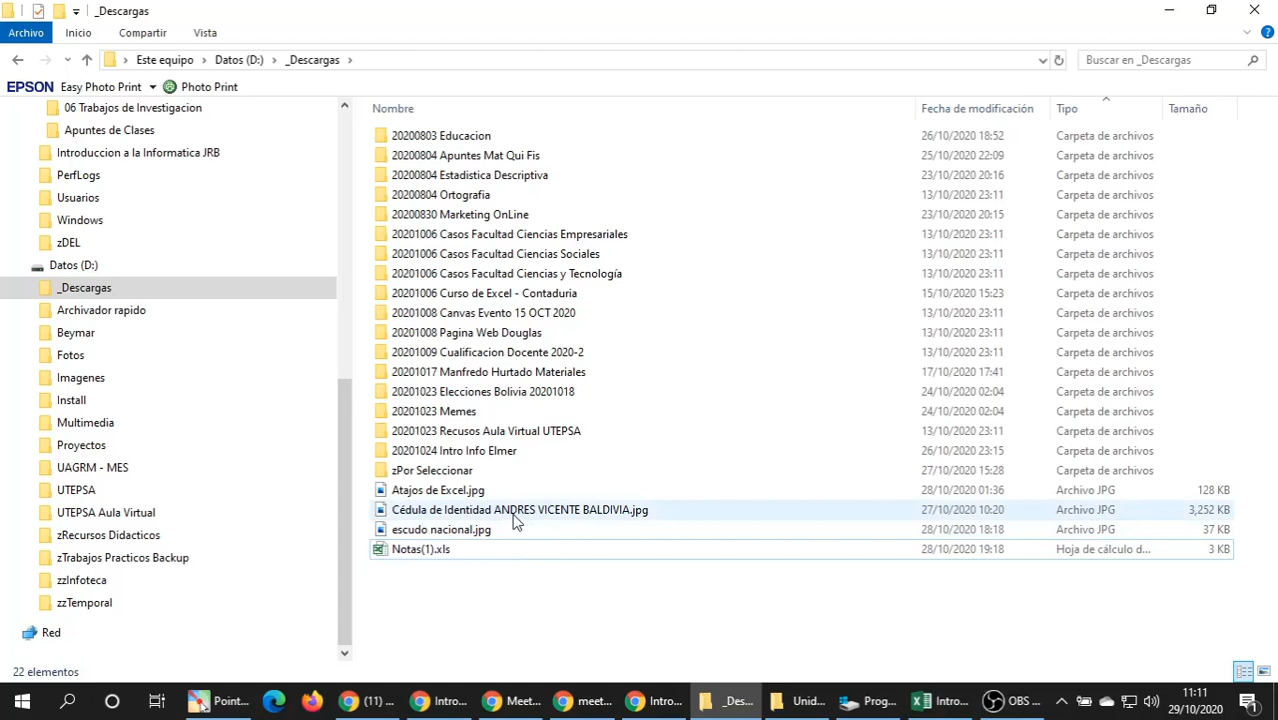 _Descargas
Archivo Inicio Compartir Vista
Este equipo Datos (D:) _Descargas Buscar en _Descargas
EPSON Easy Photo Print Photo Print
06 Trabajos de Investigacion
Apuntes de Clases
Introduccion a la Informatica JRB
PerfLogs
Usuarios
Windows
zDEL
Datos (D:)
_Descargas
Archivador rapido
Beymar
Fotos
Imagenes
Install
Multimedia
Proyectos
UAGRM - MES
UTEPSA
UTEPSA Aula Virtual
zRecursos Didacticos
zTrabajos Practicos Backup
zzInfoteca
zzTemporal
Red
Nombre Fecha de modificación Tipo Tamaño
20200803 Educacion 26/10/2020 18:52 Carpeta de archivos
20200804 Apuntes Mat Qui Fis 25/10/2020 22:09 Carpeta de archivos
20200804 Estadistica Descriptiva 23/10/2020 20:16 Carpeta de archivos
20200804 Ortografia 13/10/2020 23:11 Carpeta de archivos
20200830 Marketing OnLine 23/10/2020 20:15 Carpeta de archivos
20201006 Casos Facultad Ciencias Empresariales 13/10/2020 23:11 Carpeta de archivos
20201006 Casos Facultad Ciencias Sociales 13/10/2020 23:11 Carpeta de archivos
20201006 Casos Facultad Ciencias y Tecnología 13/10/2020 23:11 Carpeta de archivos
20201006 Curso de Excel - Contaduria 15/10/2020 15:23 Carpeta de archivos
20201008 Canvas Evento 15 OCT 2020 13/10/2020 23:11 Carpeta de archivos
20201008 Pagina Web Douglas 13/10/2020 23:11 Carpeta de archivos
20201009 Cualificacion Docente 2020-2 13/10/2020 23:11 Carpeta de archivos
20201017 Manfredo Hurtado Materiales 17/10/2020 17:41 Carpeta de archivos
20201023 Elecciones Bolivia 20201018 24/10/2020 02:04 Carpeta de archivos
20201023 Memes 24/10/2020 02:04 Carpeta de archivos
20201023 Recusos Aula Virtual UTEPSA 13/10/2020 23:11 Carpeta de archivos
20201024 Intro Info Elmer 26/10/2020 23:15 Carpeta de archivos
zPor Seleccionar 27/10/2020 15:28 Carpeta de archivos
Atajos de Excel.jpg 28/10/2020 01:36 Archivo JPG 128 KB
Cédula de Identidad ANDRES VICENTE BALDIVIA.jpg 27/10/2020 10:20 Archivo JPG 3,252 KB
escudo nacional.jpg 28/10/2020 18:18 Archivo JPG 37 KB
Notas(1).xls 28/10/2020 19:18 Hoja de cálculo d... 3 KB
22 elementos
Point... (11) ... Intro... Meet... meet... Intro... _Des... Unid... Prog... Intro... OBS ... 11:11
29/10/2020